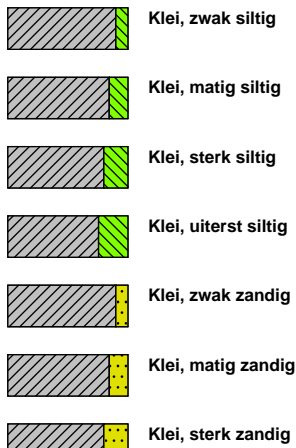 Klei, zwak siltig
Klei, matig siltig
Klei, sterk siltig
Klei, uiterst siltig
Klei, zwak zandig
Klei, matig zandig
Klei, sterk zandig